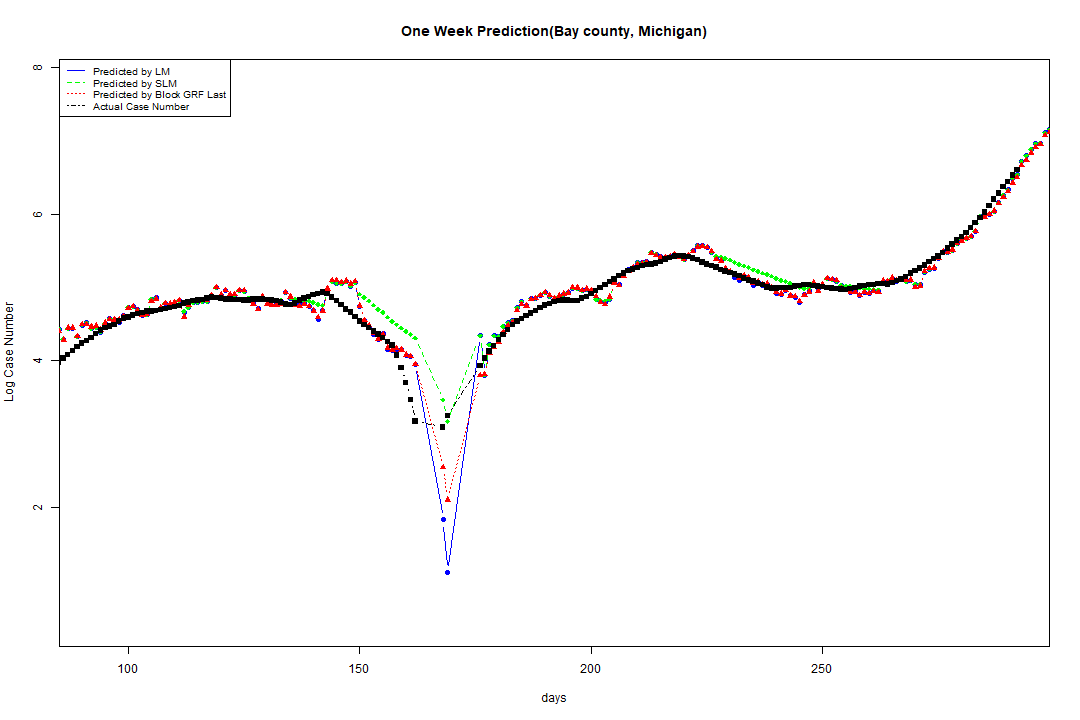 One Week Prediction(Bay county, Michigan)
Predicted by LM
Predicted by SLM
Predicted by Block GRF Last
Actual Case Number
8
6
4
2
Log Case Number
100 150 200 250
days